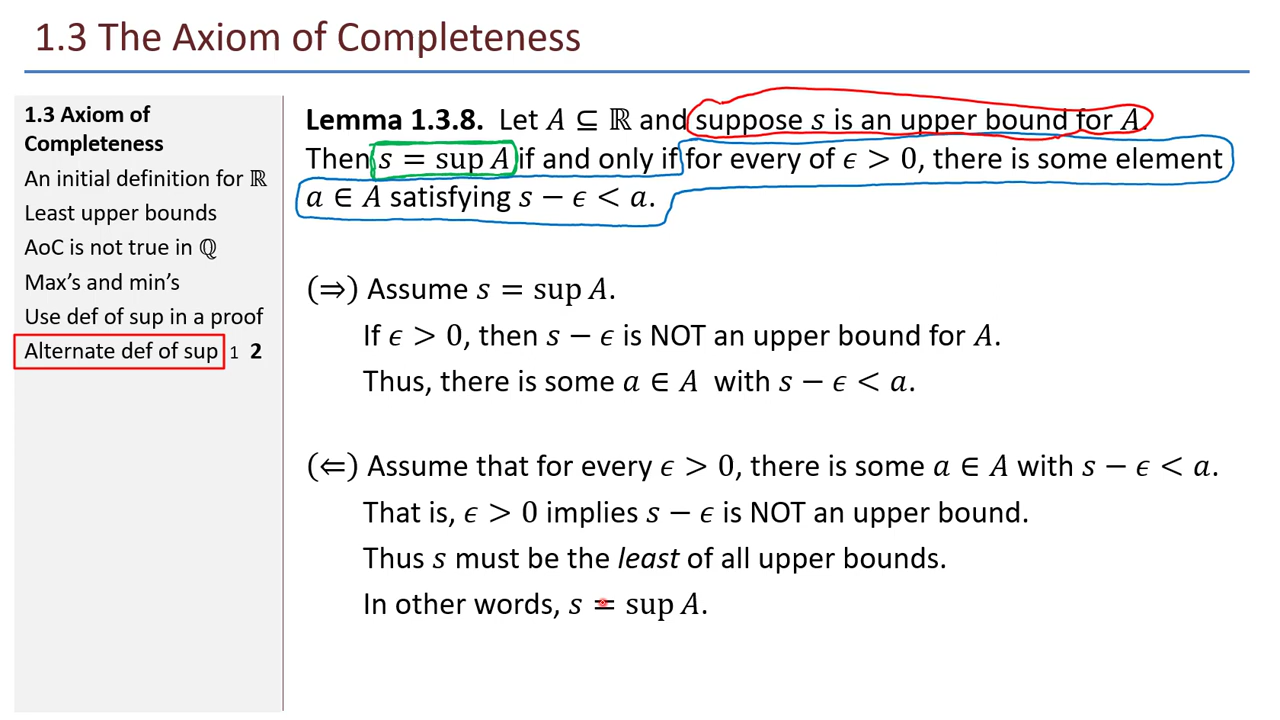 1.3 The Axiom of Completeness
1.3 Axiom of
Completeness
An initial definition for ℝ
Least upper bounds
AoC is not true in ℚ
Max's and min's
Use def of sup in a proof
Alternate def of sup 1 2
Lemma 1.3.8. Let A ⊆ ℝ and suppose s is an upper bound for A.
Then s = sup A if and only if for every of ϵ > 0, there is some element
a ∈ A satisfying s − ϵ < a.
(⇒) Assume s = sup A.
If ϵ > 0, then s − ϵ is NOT an upper bound for A.
Thus, there is some a ∈ A with s − ϵ < a.
(⇐) Assume that for every ϵ > 0, there is some a ∈ A with s − ϵ < a.
That is, ϵ > 0 implies s − ϵ is NOT an upper bound.
Thus s must be the least of all upper bounds.
In other words, s = sup A.